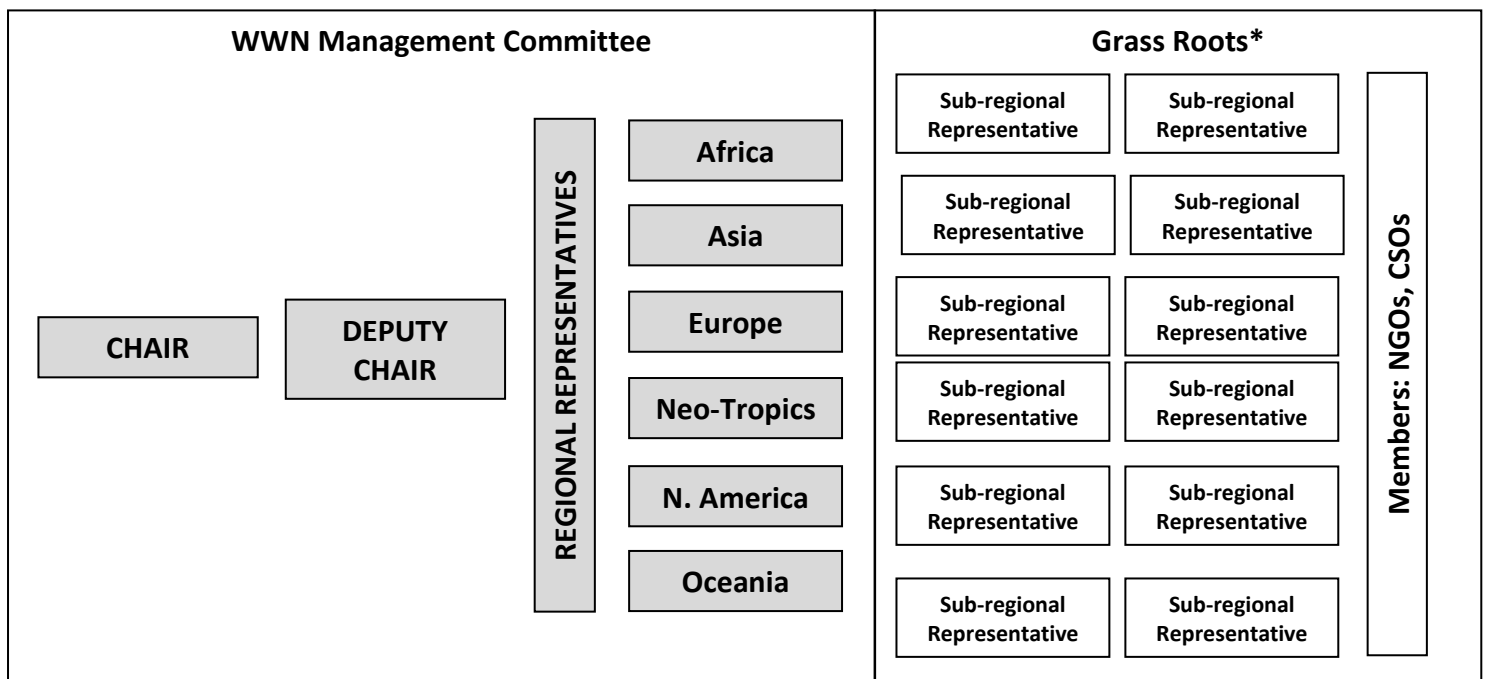 WWN Management Committee
CHAIR
DEPUTY
CHAIR
REGIONAL REPRESENTATIVES
Africa
Asia
Europe
Neo-Tropics
N. America
Oceania
Grass Roots*
Sub-regional
Representative
Sub-regional
Representative
Sub-regional
Representative
Sub-regional
Representative
Sub-regional
Representative
Sub-regional
Representative
Sub-regional
Representative
Sub-regional
Representative
Sub-regional
Representative
Sub-regional
Representative
Sub-regional
Representative
Sub-regional
Representative
Members: NGOs, CSOs